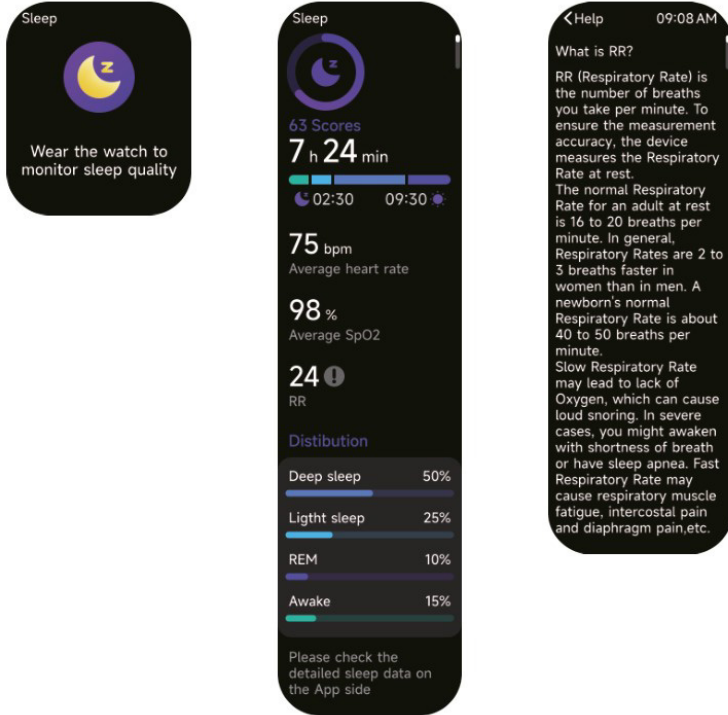 Sleep
Z
Wear the watch to
monitor sleep quality
Sleep
z
63 Scores
7 h 24 min
02:30 09:30
75 bpm
Average heart rate
98 %
Average SpO2
24 !
RR
Distibution
Deep sleep 50%
Ligtht sleep 25%
REM 10%
Awake 15%
Please check the
detailed sleep data on
the App side
<Help 09:08 AM
What is RR?
RR (Respiratory Rate) is
the number of breaths
you take per minute. To
ensure the measurement
accuracy, the device
measures the Respiratory
Rate at rest.
The normal Respiratory
Rate for an adult at rest
is 16 to 20 breaths per
minute. In general,
Respiratory Rates are 2 to
3 breaths faster in
women than in men. A
newborn's normal
Respiratory Rate is about
40 to 50 breaths per
minute.
Slow Respiratory Rate
may lead to lack of
Oxygen, which can cause
loud snoring. In severe
cases, you might awaken
with shortness of breath
or have sleep apnea. Fast
Respiratory Rate may
cause respiratory muscle
fatigue, intercostal pain
and diaphragm pain,etc.